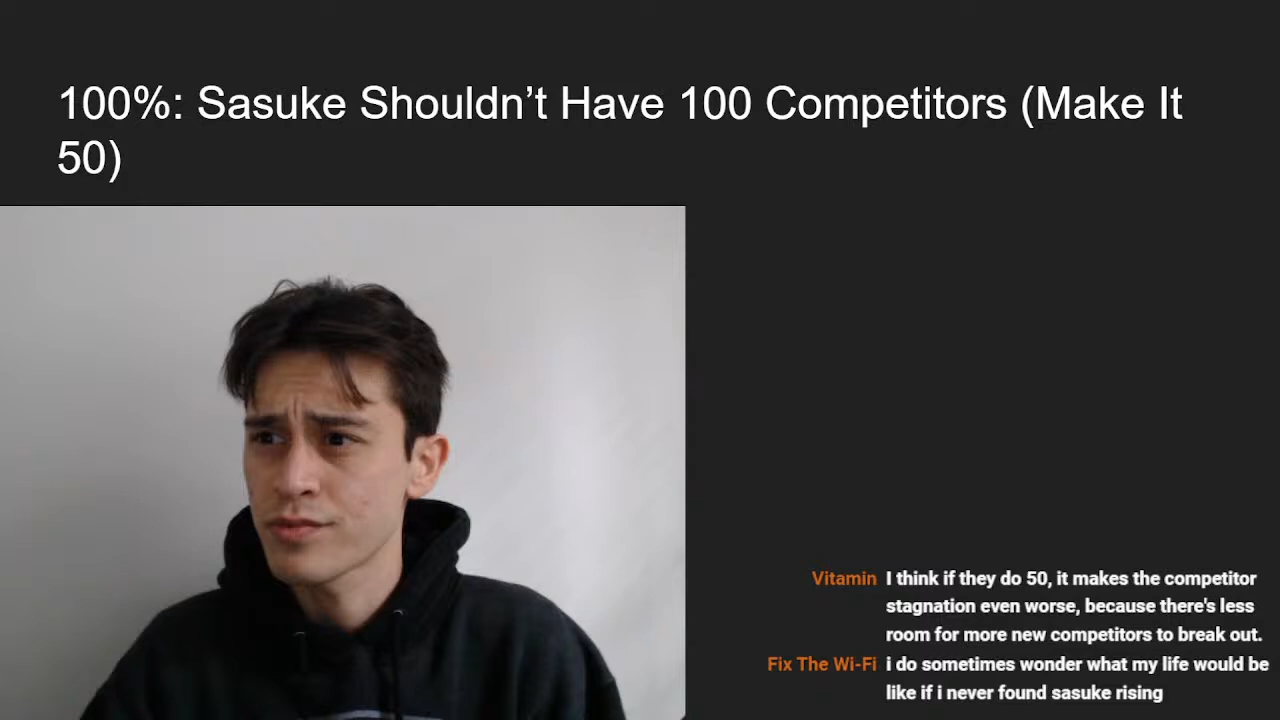 100%: Sasuke Shouldn’t Have 100 Competitors (Make It
50)
Vitamin I think if they do 50, it makes the competitor
stagnation even worse, because there's less
room for more new competitors to break out.
Fix The Wi-Fi i do sometimes wonder what my life would be
like if i never found sasuke rising